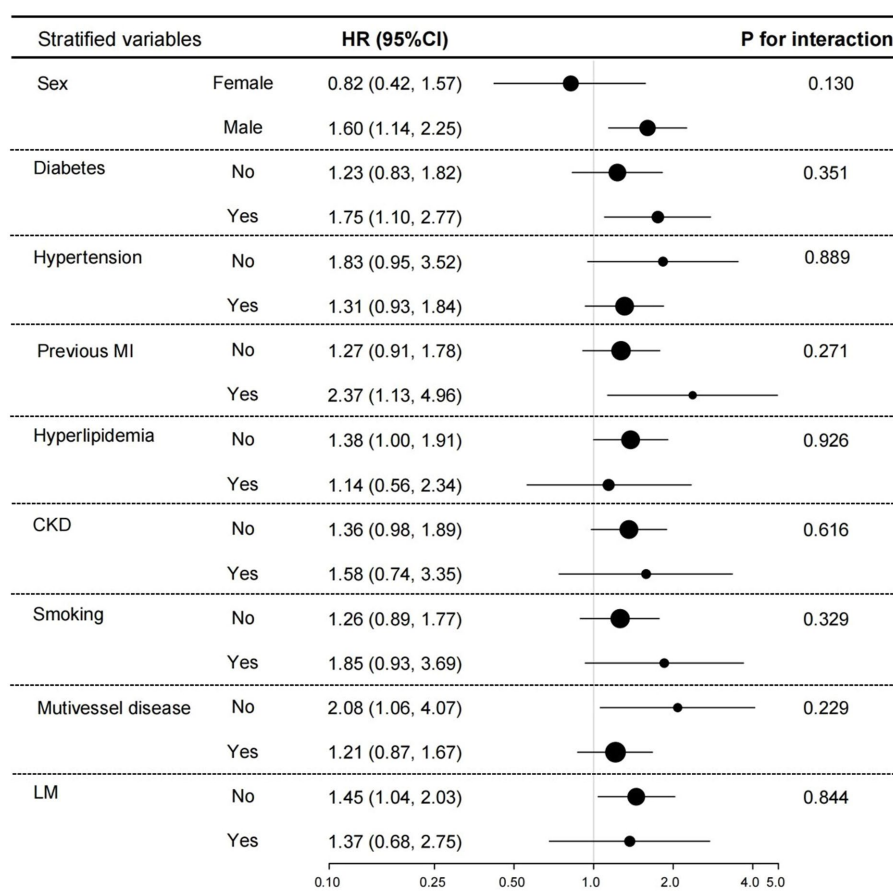 Stratified variables HR (95%CI) P for interaction
Sex Female 0.82 (0.42, 1.57) 0.130
Male 1.60 (1.14, 2.25)
Diabetes No 1.23 (0.83, 1.82) 0.351
Yes 1.75 (1.10, 2.77)
Hypertension No 1.83 (0.95, 3.52) 0.889
Yes 1.31 (0.93, 1.84)
Previous MI No 1.27 (0.91, 1.78) 0.271
Yes 2.37 (1.13, 4.96)
Hyperlipidemia No 1.38 (1.00, 1.91) 0.926
Yes 1.14 (0.56, 2.34)
CKD No 1.36 (0.98, 1.89) 0.616
Yes 1.58 (0.74, 3.35)
Smoking No 1.26 (0.89, 1.77) 0.329
Yes 1.85 (0.93, 3.69)
Mutivessel disease No 2.08 (1.06, 4.07) 0.229
Yes 1.21 (0.87, 1.67)
LM No 1.45 (1.04, 2.03) 0.844
Yes 1.37 (0.68, 2.75)
0.10 0.25 0.50 1.0 2.0 4.0 5.0